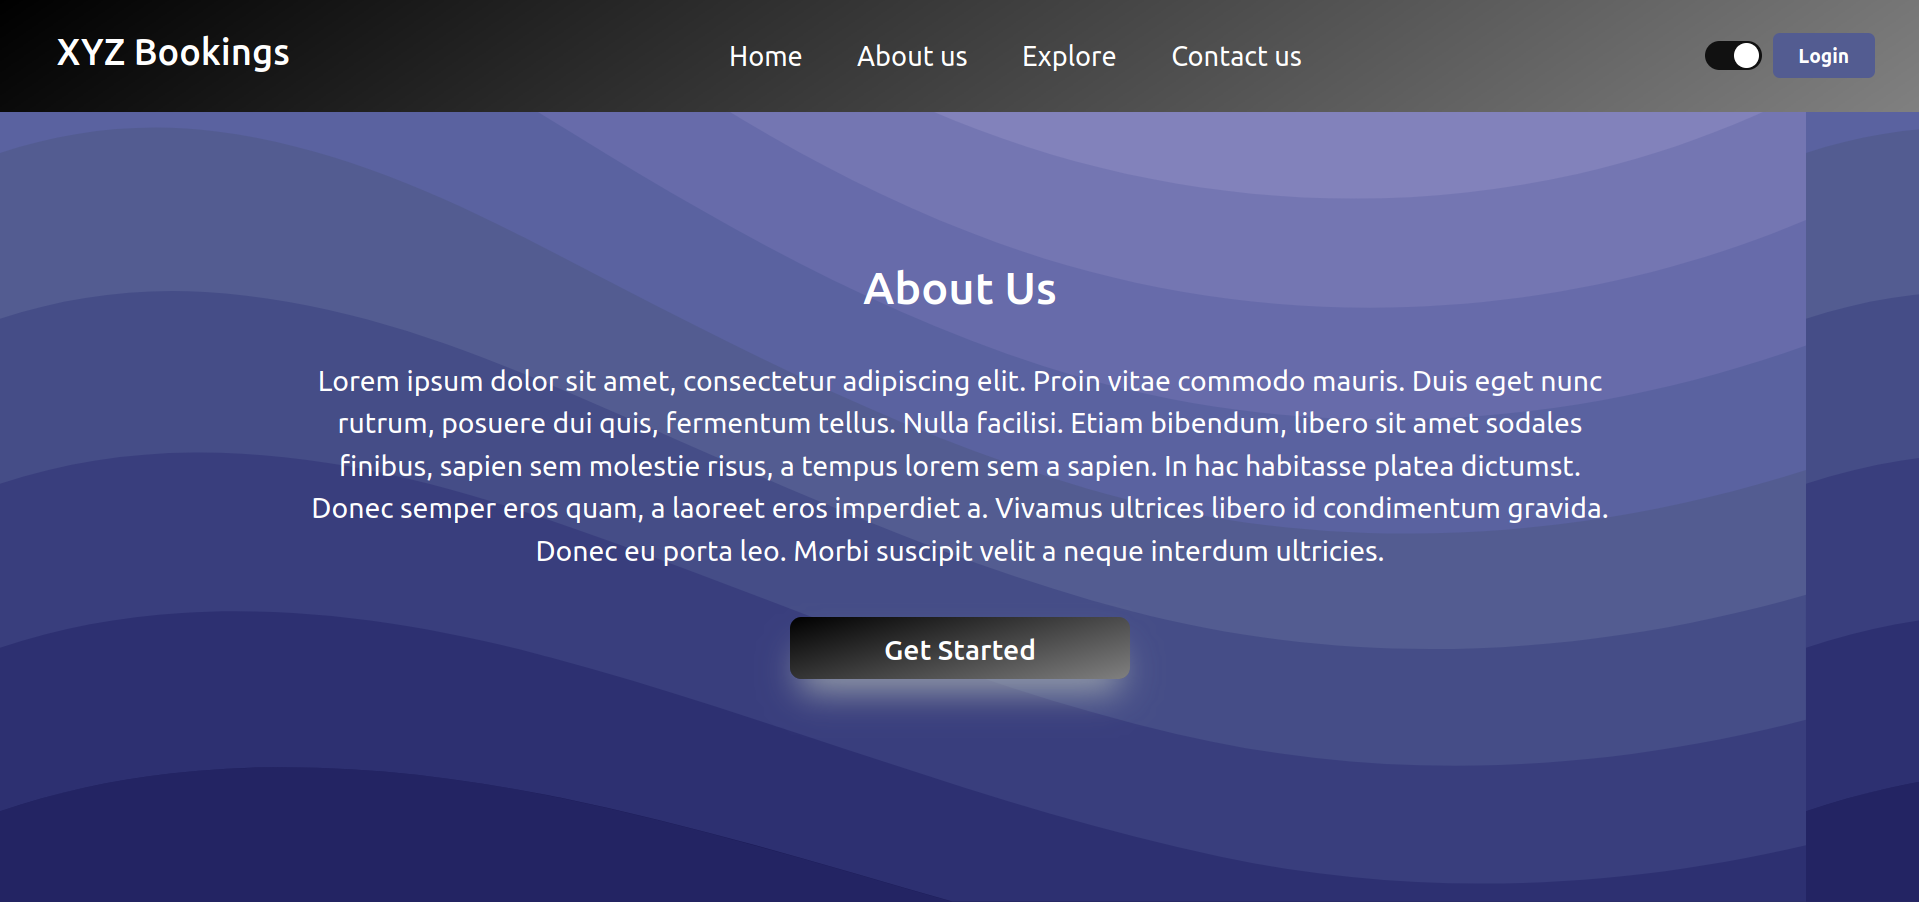 XYZ Bookings
Home About us Explore Contact us
Login
About Us
Lorem ipsum dolor sit amet, consectetur adipiscing elit. Proin vitae commodo mauris. Duis eget nunc
rutrum, posuere dui quis, fermentum tellus. Nulla facilisi. Etiam bibendum, libero sit amet sodales
finibus, sapien sem molestie risus, a tempus lorem sem a sapien. In hac habitasse platea dictumst.
Donec semper eros quam, a laoreet eros imperdiet a. Vivamus ultrices libero id condimentum gravida.
Donec eu porta leo. Morbi suscipit velit a neque interdum ultricies.
Get Started